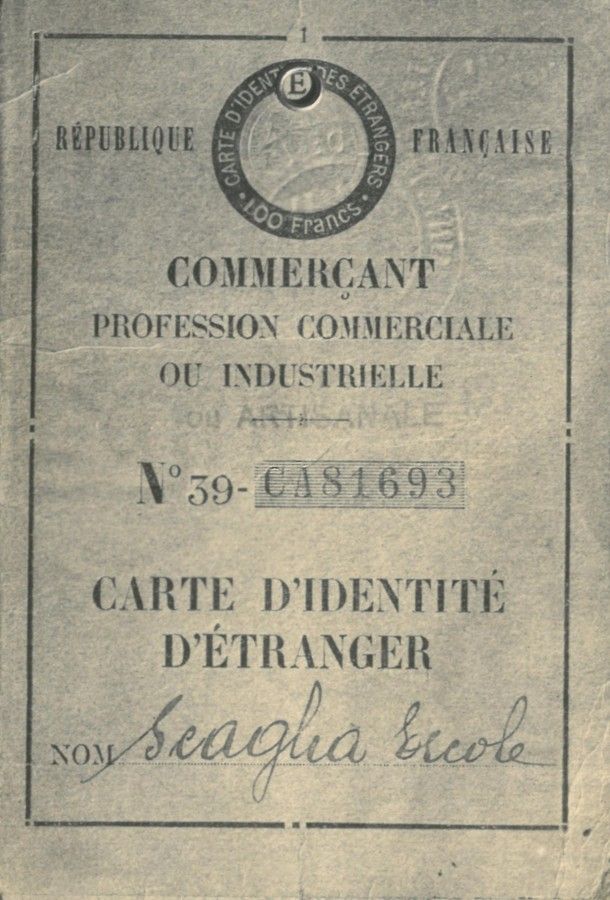 1
CARTE D'IDENTITÉ DES ÉTRANGERS
E
100 Francs
RÉPUBLIQUE FRANÇAISE
COMMERÇANT
PROFESSION COMMERCIALE
OU INDUSTRIELLE
ou ARTISANALE
N° 39-CA81693
CARTE D'IDENTITÉ
D'ÉTRANGER
NOM Scaglia Ercole